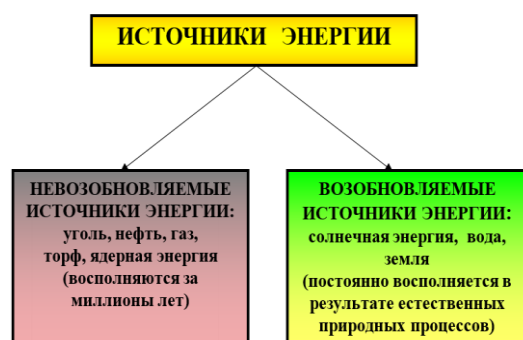 ИСТОЧНИКИ ЭНЕРГИИ
НЕВОЗОБНОВЛЯЕМЫЕ
ИСТОЧНИКИ ЭНЕРГИИ:
уголь, нефть, газ,
торф, ядерная энергия
(восполняются за
миллионы лет)
ВОЗОБНОВЛЯЕМЫЕ
ИСТОЧНИКИ ЭНЕРГИИ:
солнечная энергия, вода,
земля
(постоянно восполняется в
результате естественных
природных процессов)